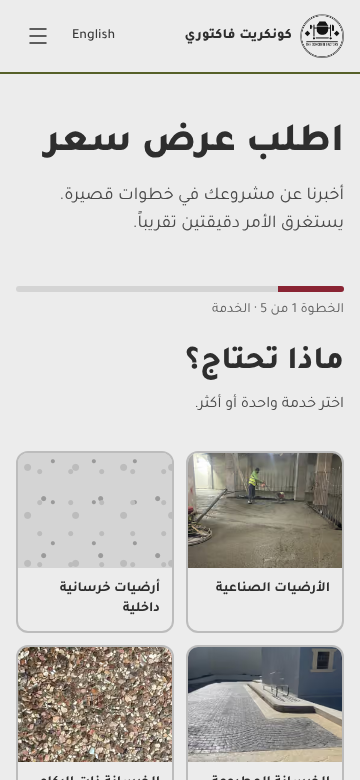 كونكريت فاكتوري
English
اطلب عرض سعر
أخبرنا عن مشروعك في خطوات قصيرة.
يستغرق الأمر دقيقتين تقريباً.
الخطوة 1 من 5 · الخدمة
ماذا تحتاج؟
اختر خدمة واحدة أو أكثر.
الأرضيات الصناعية
أرضيات خرسانية
داخلية